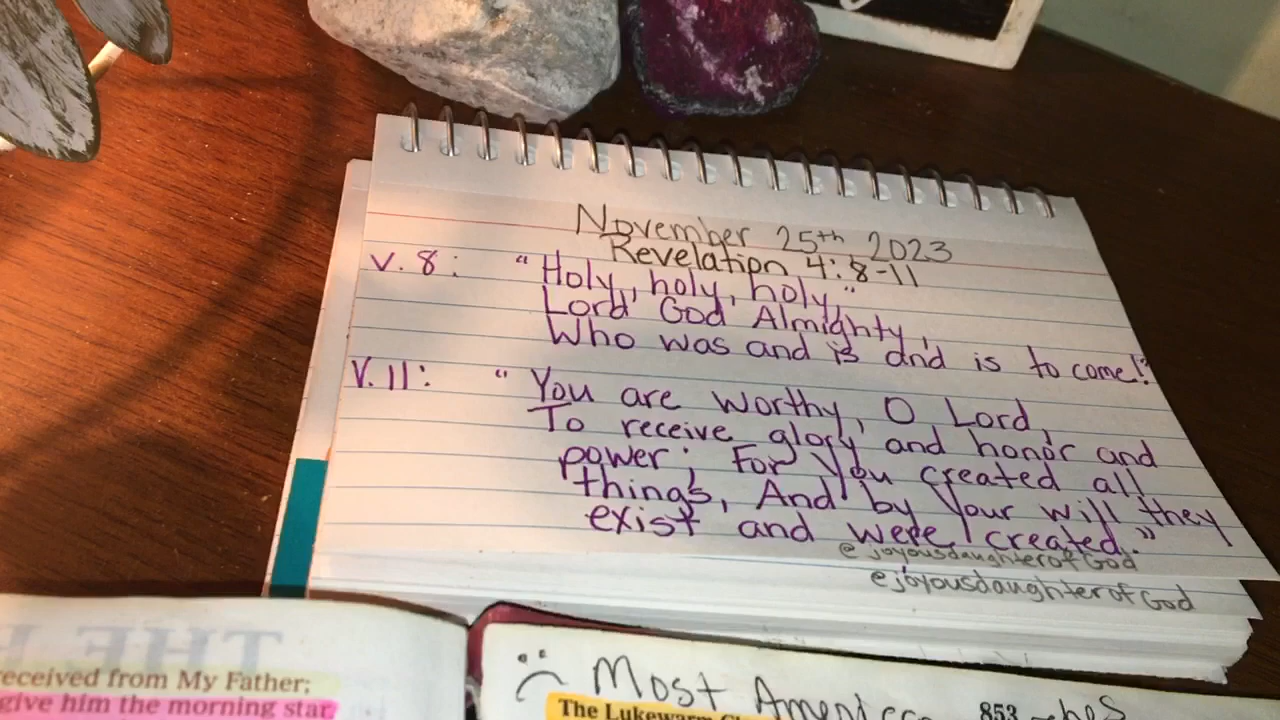 November 25th 2023
Revelation 4:8-11
V. 8: "Holy, holy, holy,"
Lord God Almighty,
Who was and is and is to come!"
V. 11: "You are worthy, O Lord,
To receive glory and honor and
power; For You created all
things, And by Your will they
exist and were created."
@joyousdaughterofGod
@joyousdaughterofGod
THE
received from My Father;
give him the morning star
Most
853
The Lukewarm